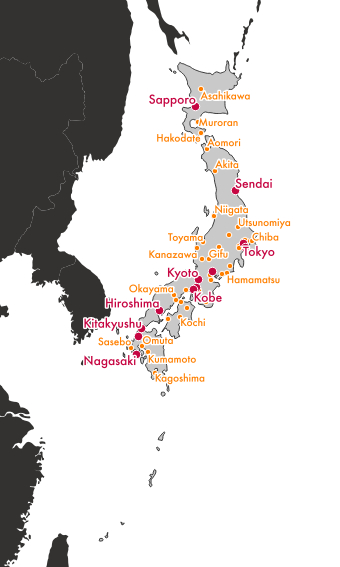 Asahikawa
Sapporo
Muroran
Hakodate
Aomori
Akita
Sendai
Niigata
Utsunomiya
Toyama
Chiba
Kanazawa
Gifu
Tokyo
Kyoto
Hamamatsu
Okayama
Kobe
Hiroshima
Kitakyushu
Kochi
Sasebo
Omuta
Nagasaki
Kumamoto
Kagoshima